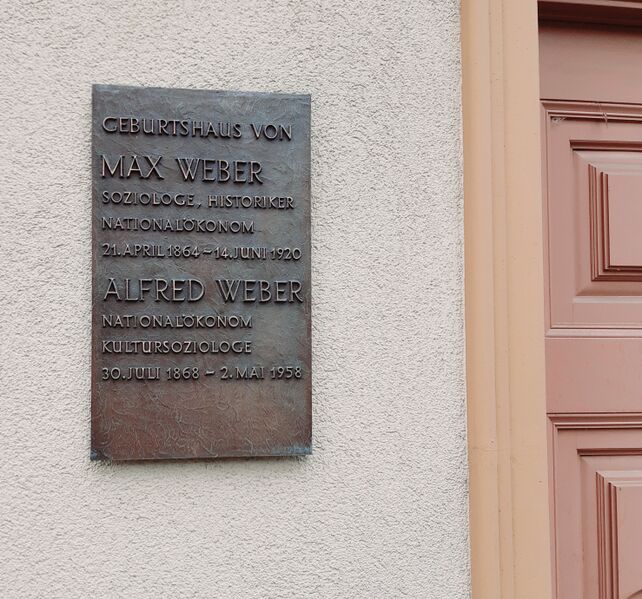 GEBURTSHAUS VON
MAX WEBER
SOZIOLOGE, HISTORIKER
NATIONALÖKONOM
21. APRIL 1864 ~ 14. JUNI 1920
ALFRED WEBER
NATIONALÖKONOM
KULTURSOZIOLOGE
30. JULI 1868 ~ 2. MAI 1958